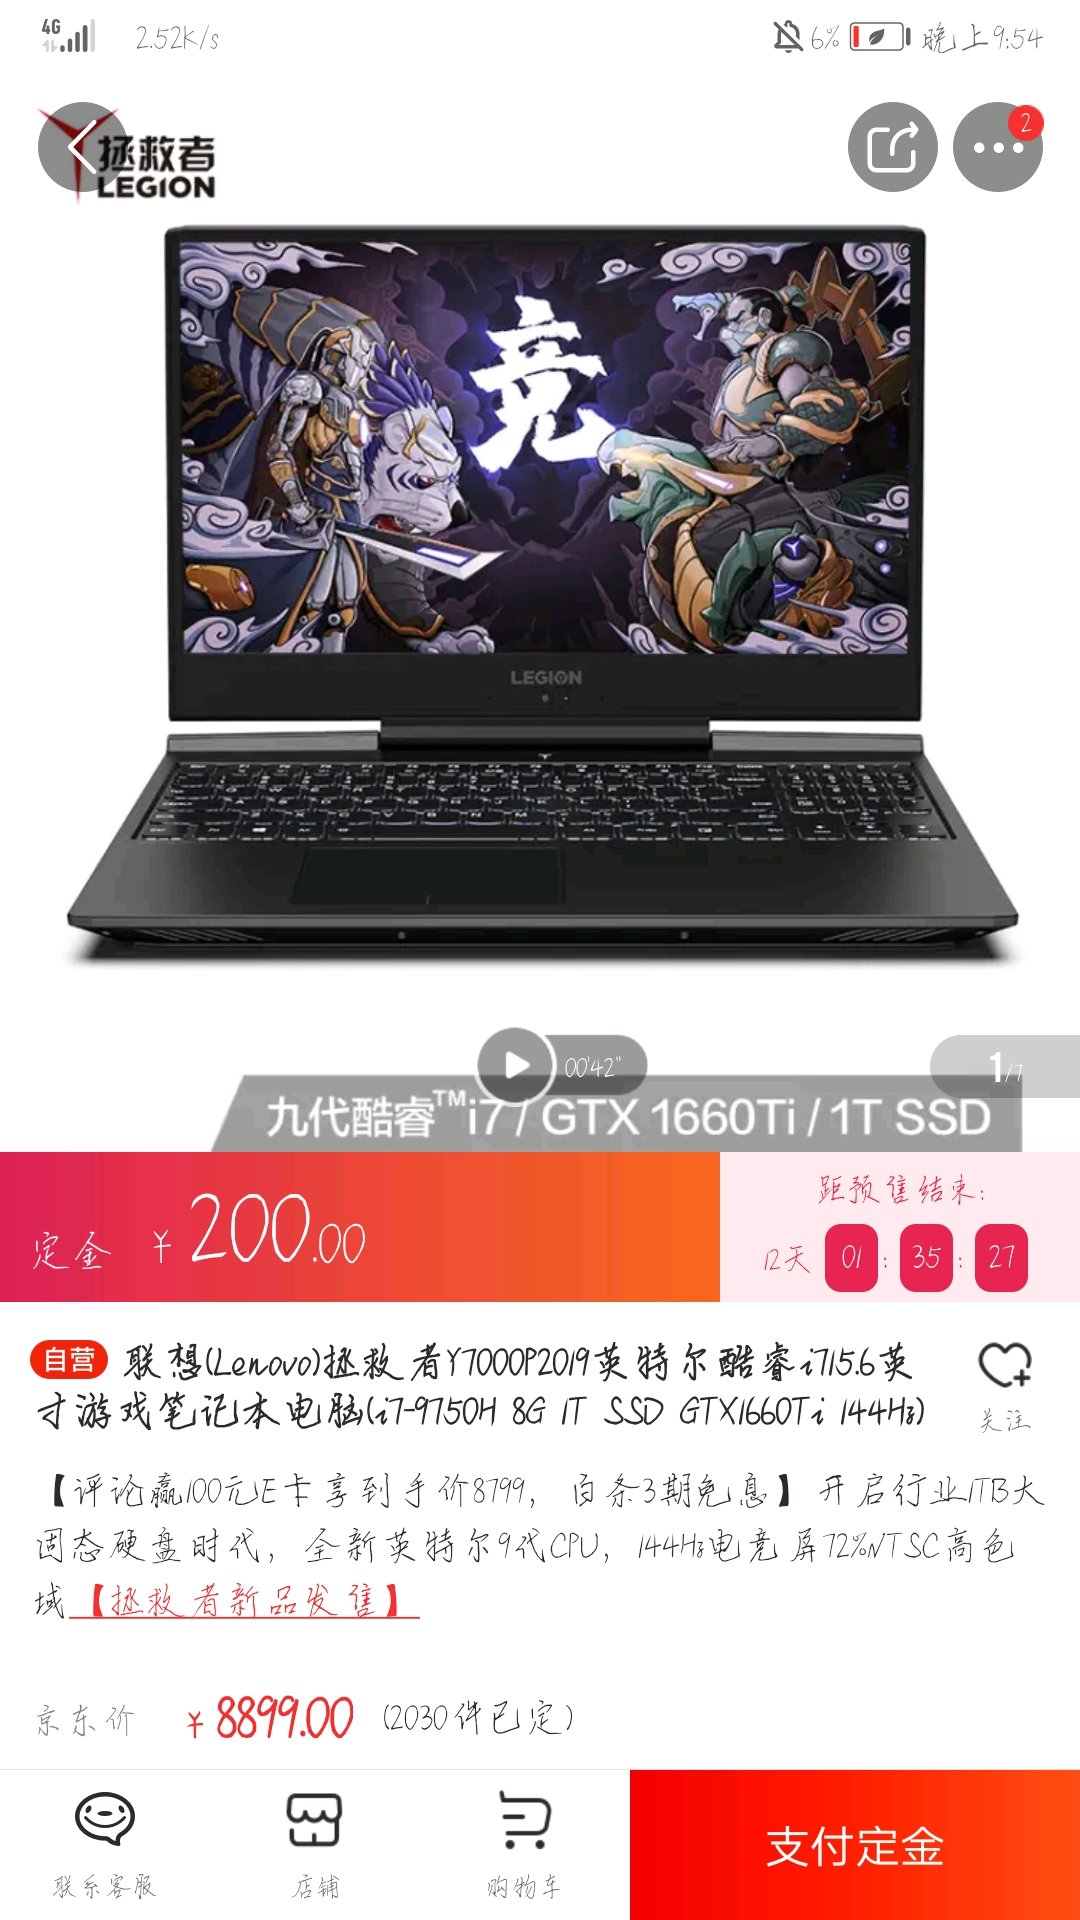 4G 2.52K/s 6% 晚上9:54
2
拯救者
LEGION
竞
LEGION
00'42"
1/7
九代酷睿™i7 / GTX 1660Ti / 1T SSD
定金 ¥ 200.00
距预售结束:
12天 01 : 35 : 27
自营 联想(Lenovo)拯救者Y7000P2019英特尔酷睿i715.6英
寸游戏笔记本电脑(i7-9750H 8G 1T SSD GTX1660Ti 144Hz)
关注
【评论赢100元E卡享到手价8799，白条3期免息】开启行业1TB大
固态硬盘时代，全新英特尔9代CPU，144Hz电竞屏72%NTSC高色
域【拯救者新品发售】
京东价 ¥ 8899.00 (2030件已定)
联系客服 店铺 购物车 支付定金